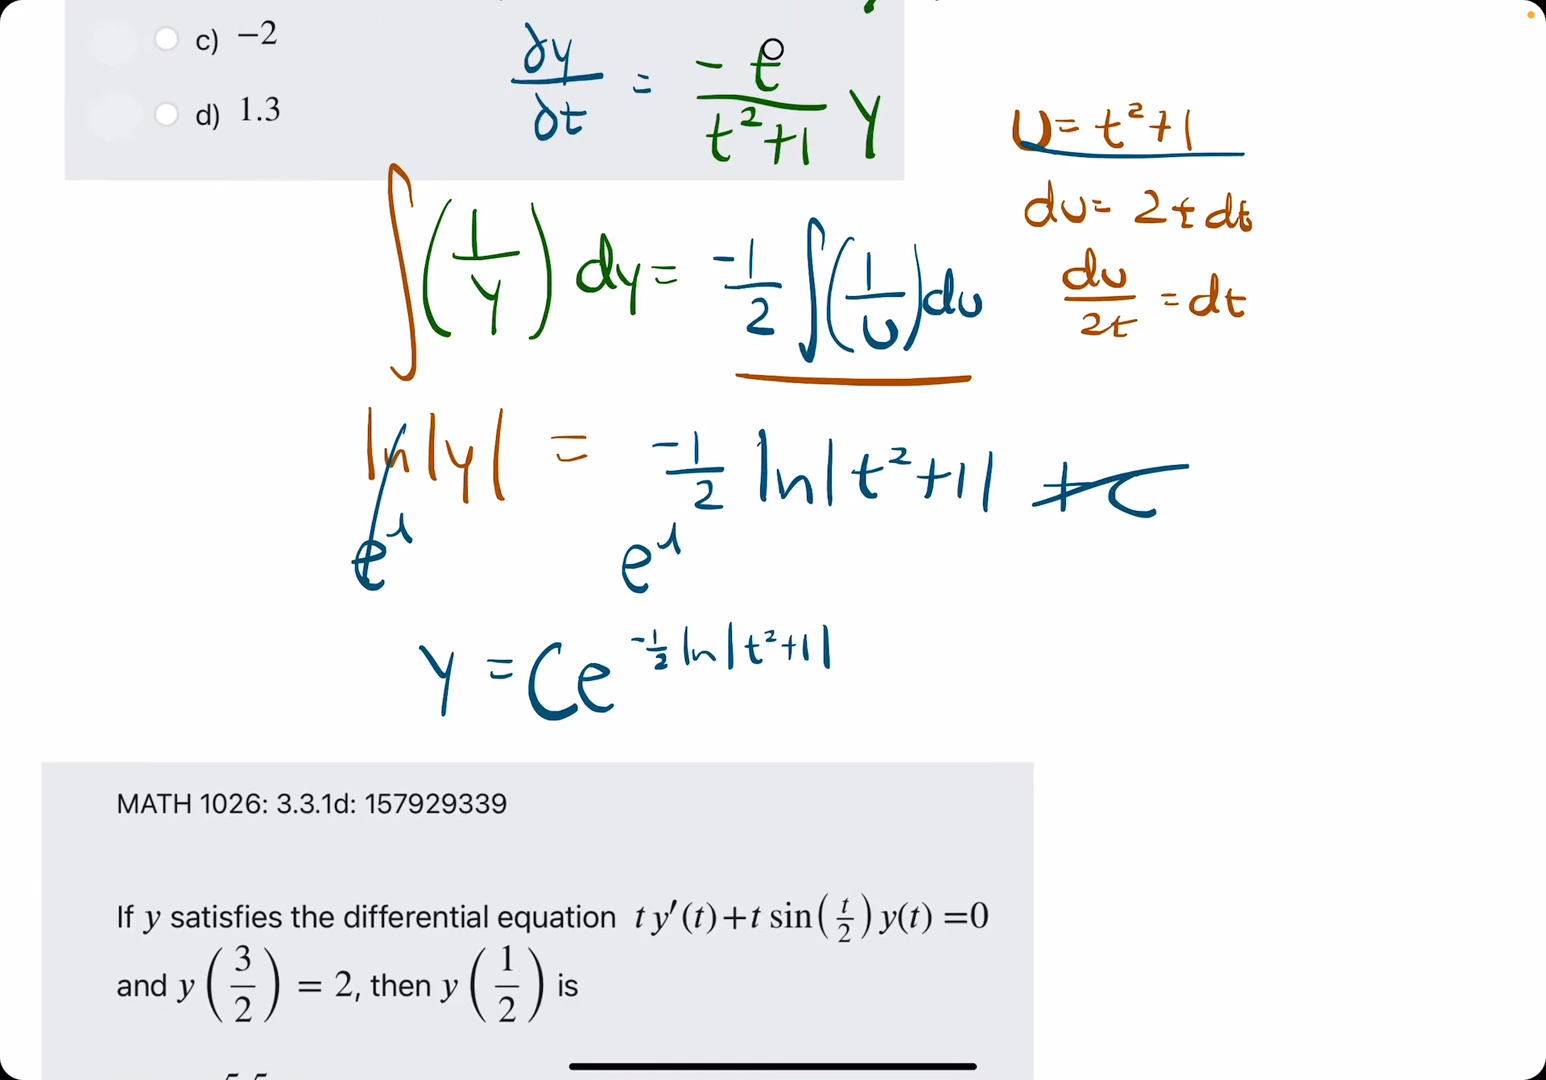 c) −2
d) 1.3
∂y/∂t = -t/(t²+1) y
u = t²+1
du = 2t dt
du/2t = dt
∫(1/y) dy = -1/2 ∫(1/u) du
ln|y| = -1/2 ln|t²+1| +C
e^ e^
y = Ce^(-1/2 ln|t²+1|)
MATH 1026: 3.3.1d: 157929339
If y satisfies the differential equation t y′(t)+t sin(t/2) y(t) =0
and y(3/2) = 2, then y(1/2) is